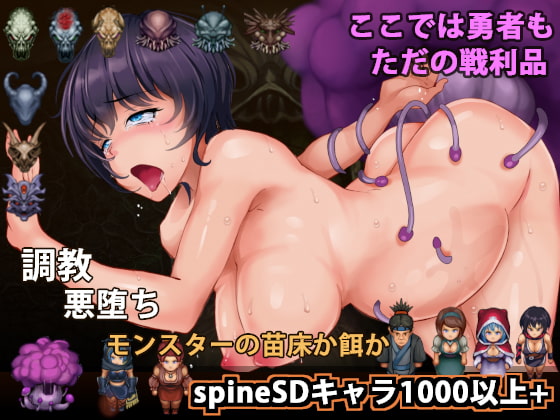 ここでは勇者も
ただの戦利品
調教
悪堕ち
モンスターの苗床か餌か
spineSDキャラ1000以上+